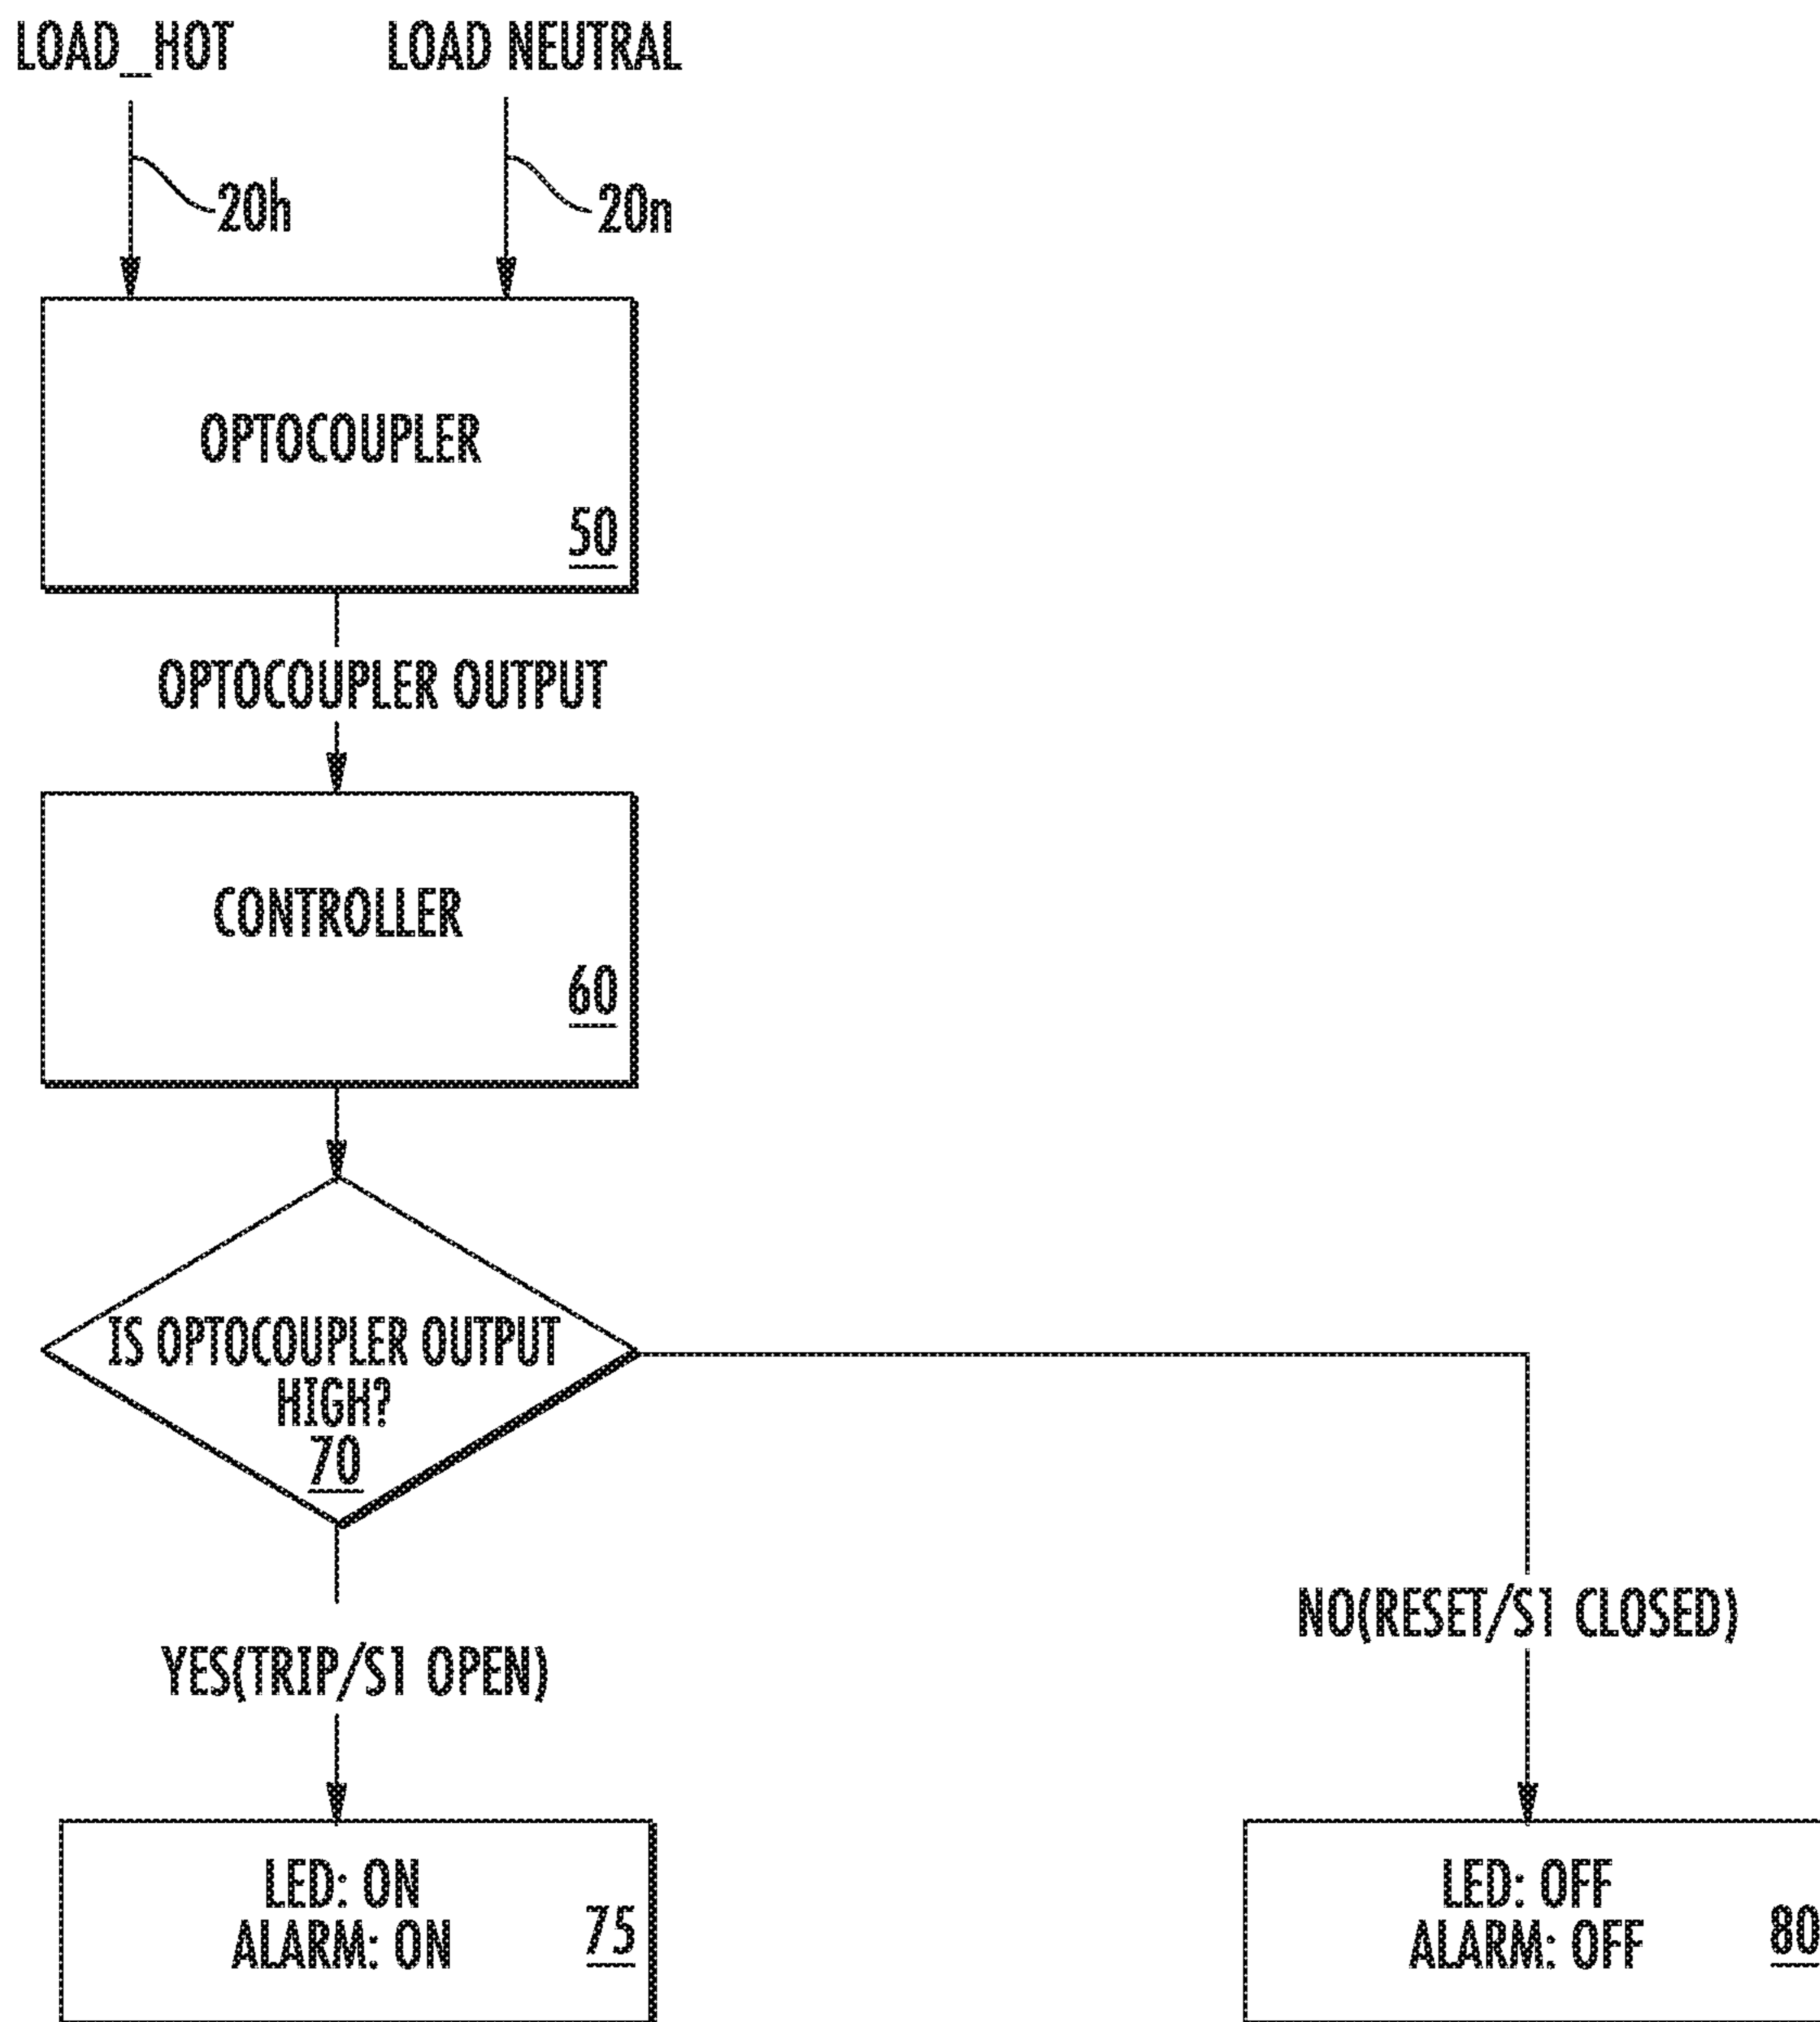 LOAD_HOT
LOAD NEUTRAL
20h
20n
OPTOCOUPLER
50
OPTOCOUPLER OUTPUT
CONTROLLER
60
IS OPTOCOUPLER OUTPUT
HIGH?
70
NO(RESET/S1 CLOSED)
YES(TRIP/S1 OPEN)
LED: ON
ALARM: ON
75
LED: OFF
ALARM: OFF
80